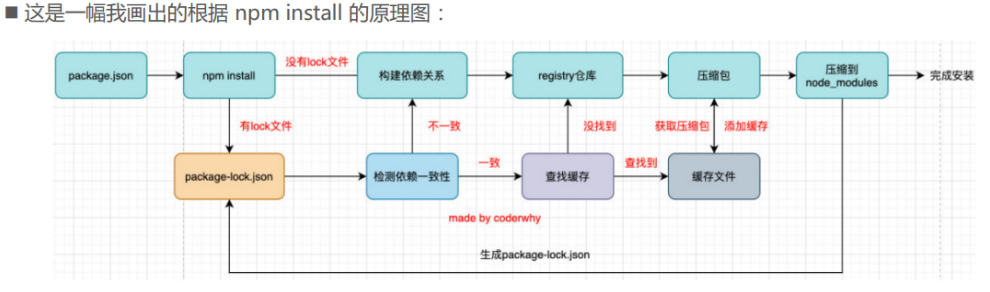 ■ 这是一幅我画出的根据 npm install 的原理图：
package.json
npm install
没有lock文件
构建依赖关系
registry仓库
压缩包
压缩到
node_modules
完成安装
有lock文件
不一致
没找到
获取压缩包
添加缓存
package-lock.json
检测依赖一致性
一致
查找缓存
查找到
缓存文件
made by coderwhy
生成package-lock.json